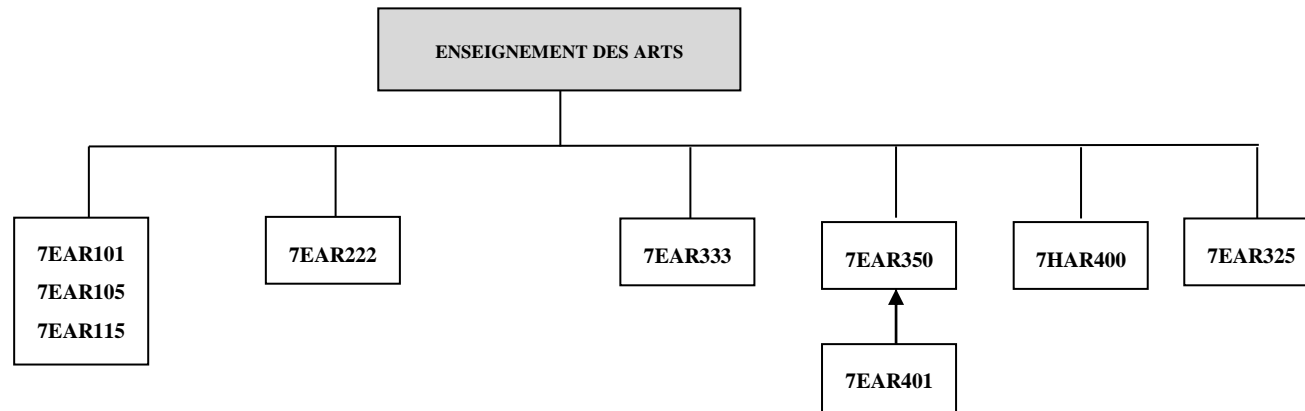 ENSEIGNEMENT DES ARTS
7EAR101
7EAR105
7EAR115
7EAR222
7EAR333
7EAR350
7HAR400
7EAR325
7EAR401